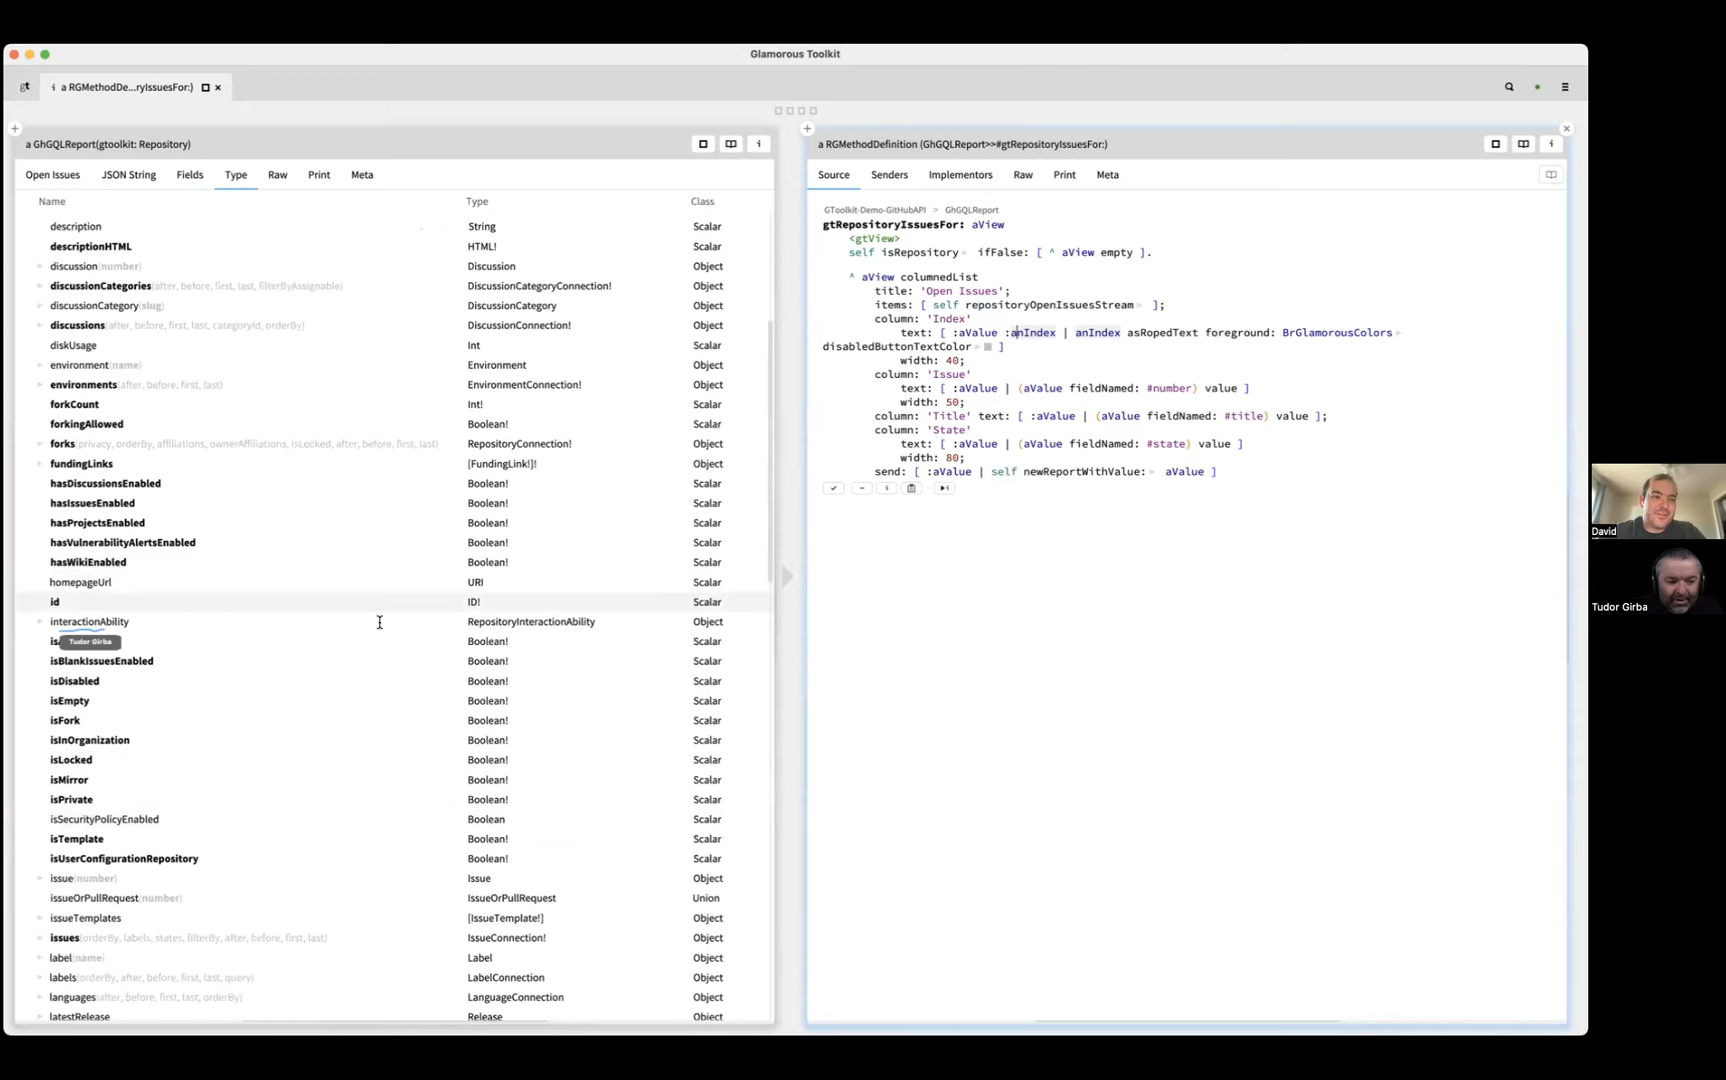 Glamorous Toolkit
gt
i a RGMethodDe...ryIssuesFor:)
a GhGQLReport(gtoolkit: Repository)
Open Issues JSON String Fields Type Raw Print Meta
Name Type Class
description String Scalar
descriptionHTML HTML! Scalar
discussion(number) Discussion Object
discussionCategories(after, before, first, last, filterByAssignable) DiscussionCategoryConnection! Object
discussionCategory(slug) DiscussionCategory Object
discussions(after, before, first, last, categoryId, orderBy) DiscussionConnection! Object
diskUsage Int Scalar
environment(name) Environment Object
environments(after, before, first, last) EnvironmentConnection! Object
forkCount Int! Scalar
forkingAllowed Boolean! Scalar
forks(privacy, orderBy, affiliations, ownerAffiliations, isLocked, after, before, first, last) RepositoryConnection! Object
fundingLinks [FundingLink!]! Object
hasDiscussionsEnabled Boolean! Scalar
hasIssuesEnabled Boolean! Scalar
hasProjectsEnabled Boolean! Scalar
hasVulnerabilityAlertsEnabled Boolean! Scalar
hasWikiEnabled Boolean! Scalar
homepageUrl URI Scalar
id ID! Scalar
interactionAbility RepositoryInteractionAbility Object
Tudor Girba
Boolean! Scalar
isBlankIssuesEnabled Boolean! Scalar
isDisabled Boolean! Scalar
isEmpty Boolean! Scalar
isFork Boolean! Scalar
isInOrganization Boolean! Scalar
isLocked Boolean! Scalar
isMirror Boolean! Scalar
isPrivate Boolean! Scalar
isSecurityPolicyEnabled Boolean Scalar
isTemplate Boolean! Scalar
isUserConfigurationRepository Boolean! Scalar
issue(number) Issue Object
issueOrPullRequest(number) IssueOrPullRequest Union
issueTemplates [IssueTemplate!] Object
issues(orderBy, labels, states, filterBy, after, before, first, last) IssueConnection! Object
label(name) Label Object
labels(orderBy, after, before, first, last, query) LabelConnection Object
languages(after, before, first, last, orderBy) LanguageConnection Object
latestRelease Release Object
a RGMethodDefinition (GhGQLReport>>#gtRepositoryIssuesFor:)
Source Senders Implementors Raw Print Meta
GToolkit-Demo-GitHubAPI > GhGQLReport
gtRepositoryIssuesFor: aView
<gtView>
self isRepository ifFalse: [ ^ aView empty ].
^ aView columnedList
title: 'Open Issues';
items: [ self repositoryOpenIssuesStream ];
column: 'Index'
text: [ :aValue :anIndex | anIndex asRopedText foreground: BrGlamorousColors
disabledButtonTextColor ]
width: 40;
column: 'Issue'
text: [ :aValue | (aValue fieldNamed: #number) value ]
width: 50;
column: 'Title' text: [ :aValue | (aValue fieldNamed: #title) value ];
column: 'State'
text: [ :aValue | (aValue fieldNamed: #state) value ]
width: 80;
send: [ :aValue | self newReportWithValue: aValue ]
David
Tudor Girba